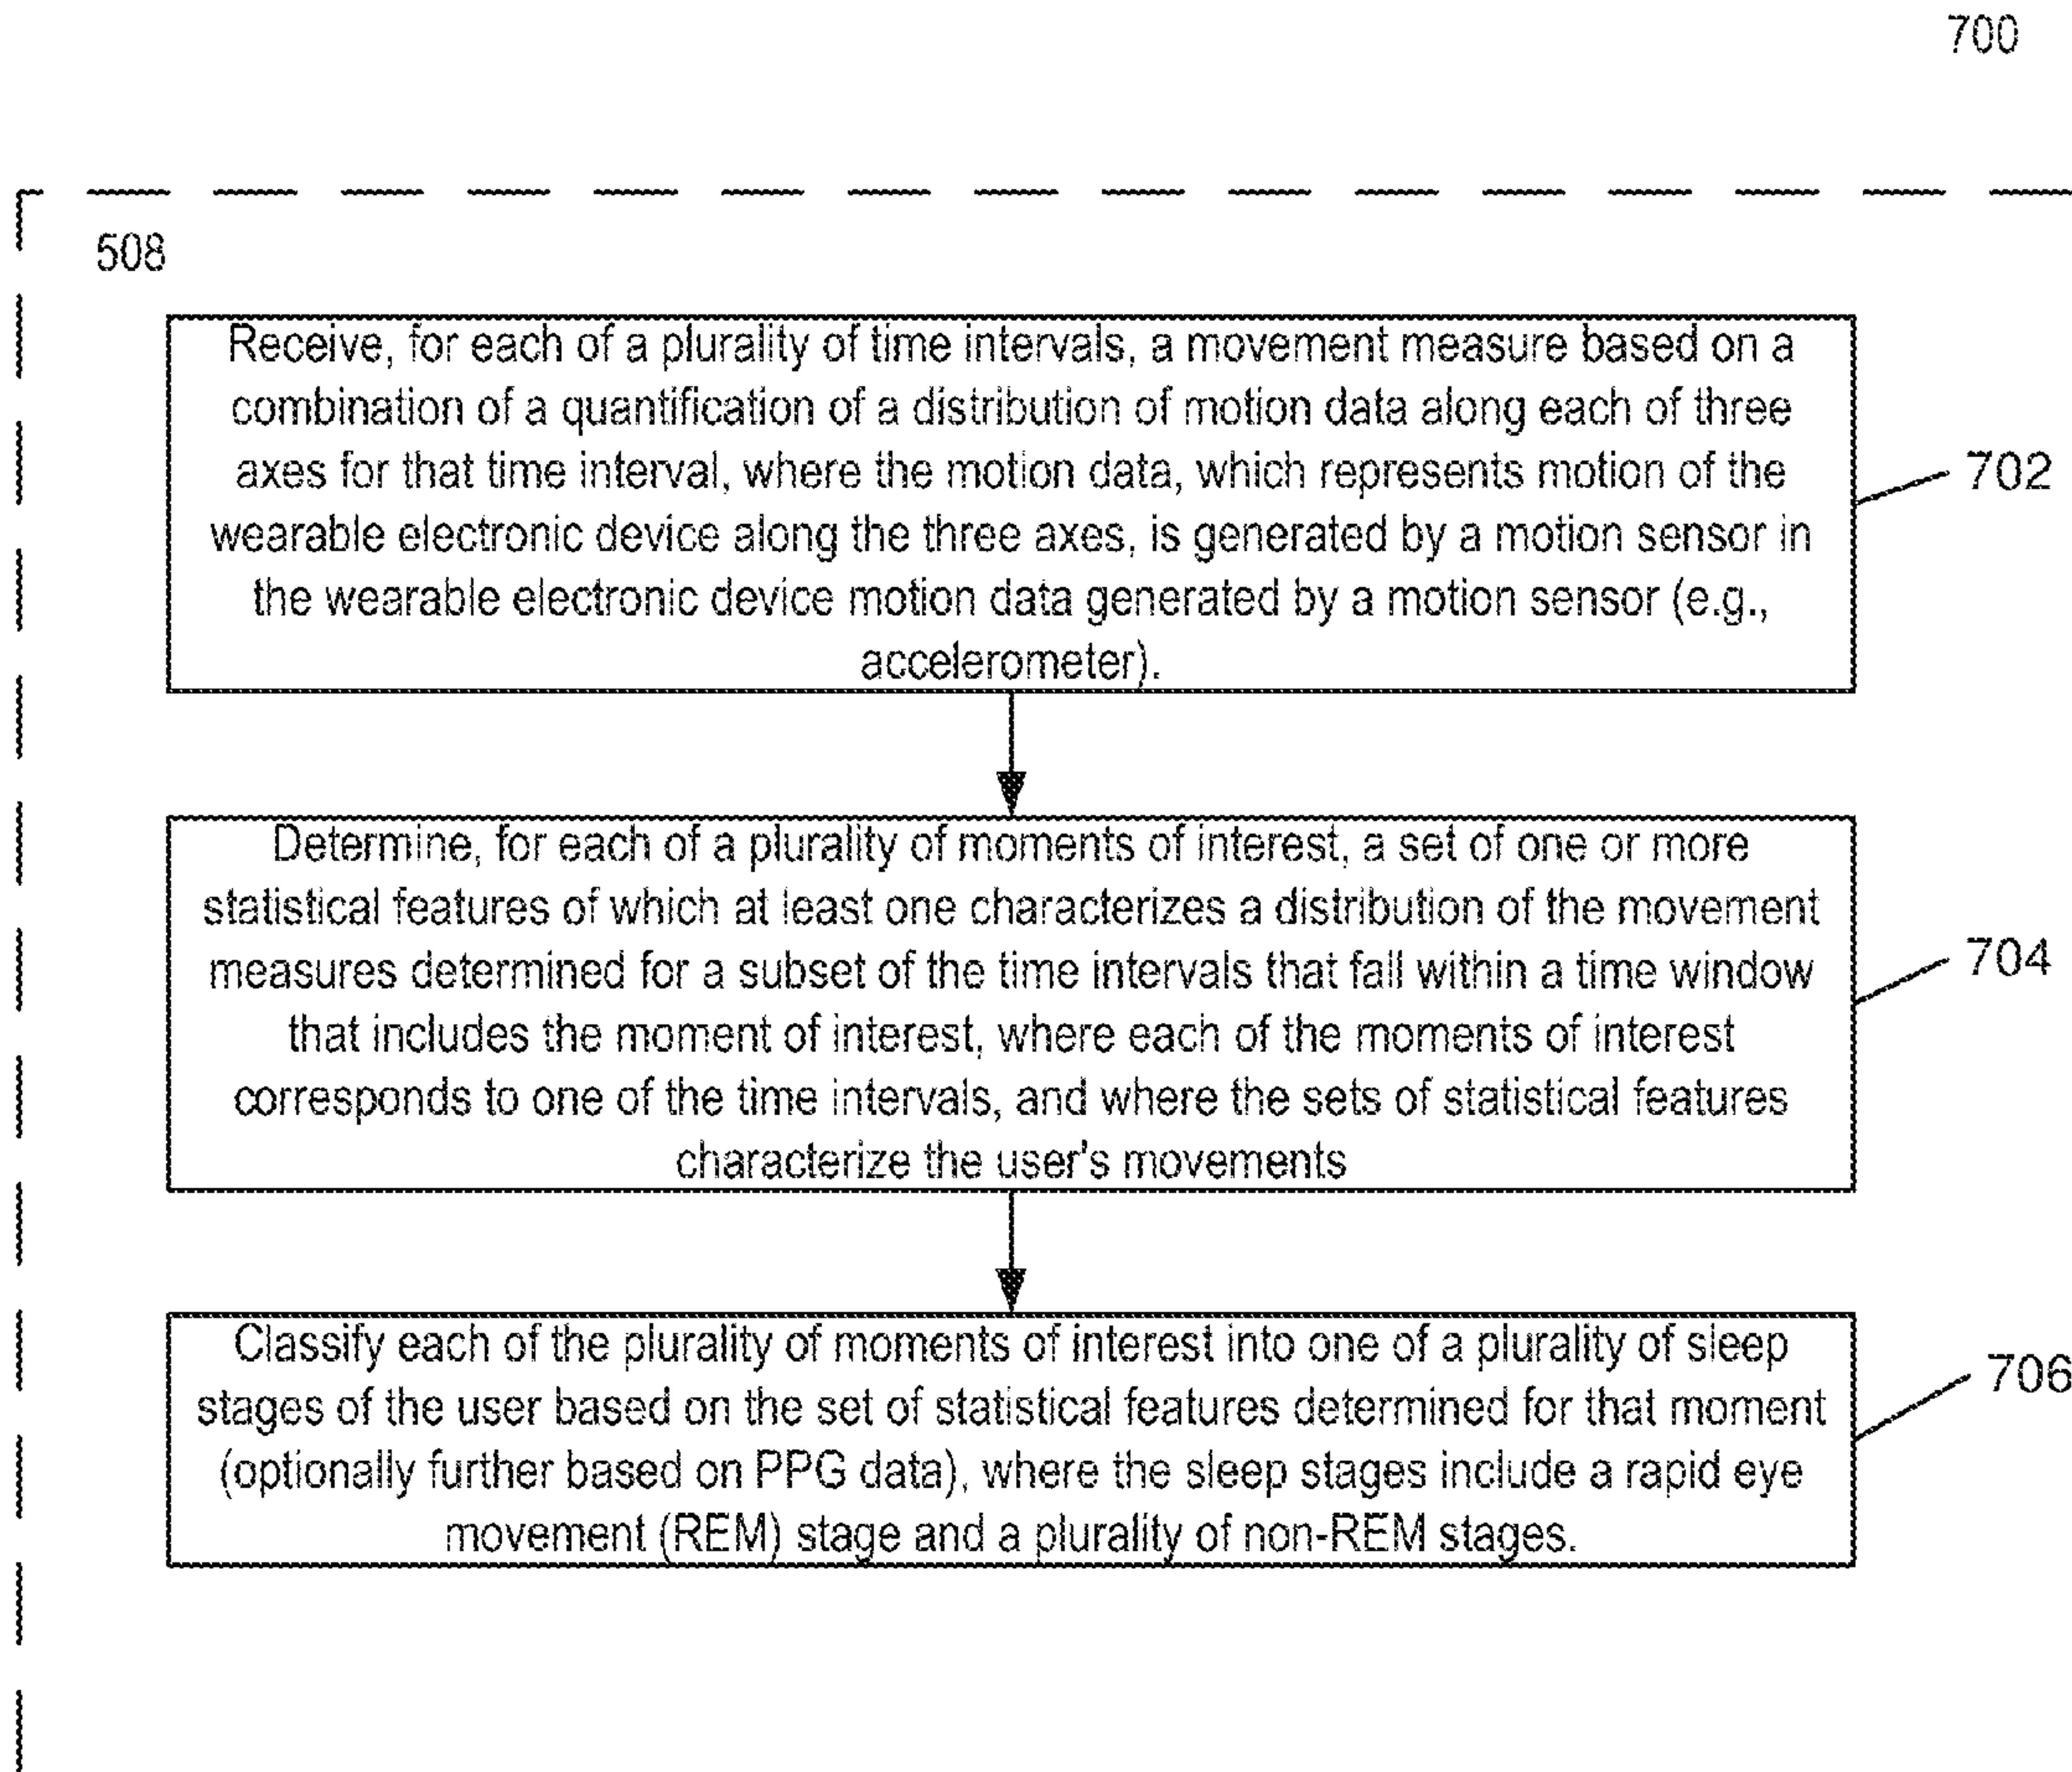 700
508
Receive, for each of a plurality of time intervals, a movement measure based on a
combination of a quantification of a distribution of motion data along each of three
axes for that time interval, where the motion data, which represents motion of the
wearable electronic device along the three axes, is generated by a motion sensor in
the wearable electronic device motion data generated by a motion sensor (e.g.,
accelerometer).
702
Determine, for each of a plurality of moments of interest, a set of one or more
statistical features of which at least one characterizes a distribution of the movement
measures determined for a subset of the time intervals that fall within a time window
that includes the moment of interest, where each of the moments of interest
corresponds to one of the time intervals, and where the sets of statistical features
characterize the user's movements
704
Classify each of the plurality of moments of interest into one of a plurality of sleep
stages of the user based on the set of statistical features determined for that moment
(optionally further based on PPG data), where the sleep stages include a rapid eye
movement (REM) stage and a plurality of non-REM stages.
706